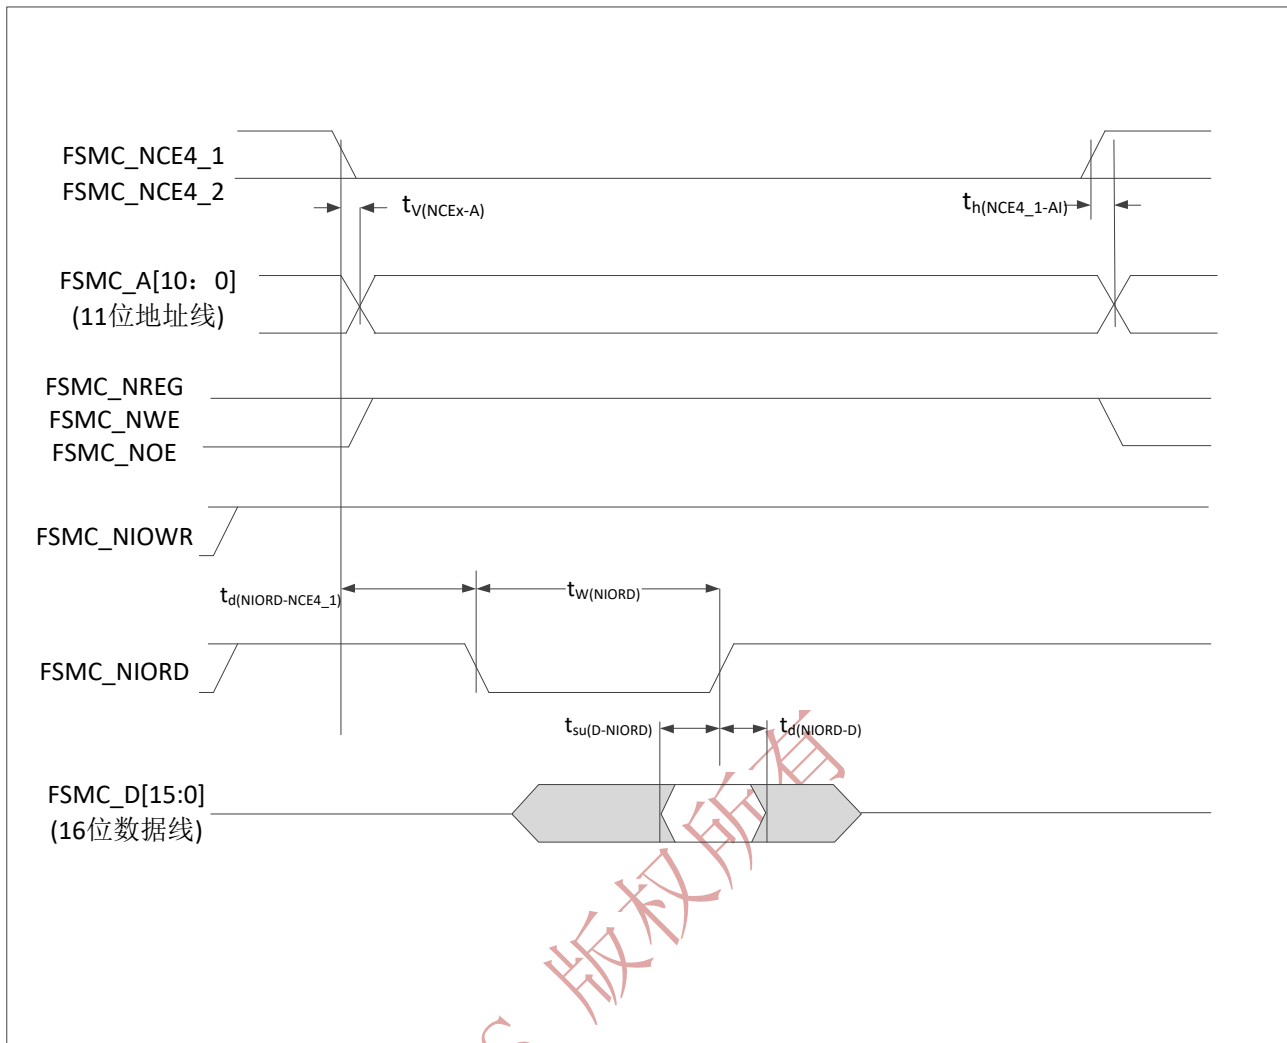 FSMC_NCE4_1
FSMC_NCE4_2
tV(NCEx-A)
th(NCE4_1-AI)
FSMC_A[10：0]
(11位地址线)
FSMC_NREG
FSMC_NWE
FSMC_NOE
FSMC_NIOWR
td(NIORD-NCE4_1)
tW(NIORD)
FSMC_NIORD
tsu(D-NIORD)
td(NIORD-D)
FSMC_D[15:0]
(16位数据线)
版权所有